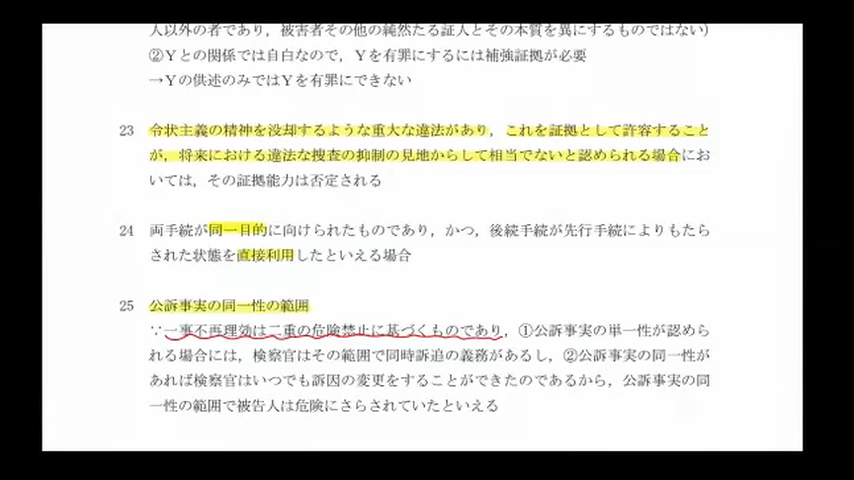 人以外の者であり，被害者その他の純然たる証人とその本質を異にするものではない）
②Ｙとの関係では自白なので，Ｙを有罪にするには補強証拠が必要
→Ｙの供述のみではＹを有罪にできない
23 令状主義の精神を没却するような重大な違法があり，これを証拠として許容すること
が，将来における違法な捜査の抑制の見地からして相当でないと認められる場合にお
いては，その証拠能力は否定される
24 両手続が同一目的に向けられたものであり，かつ，後続手続が先行手続によりもたら
された状態を直接利用したといえる場合
25 公訴事実の同一性の範囲
∵一事不再理効は二重の危険禁止に基づくものであり，①公訴事実の単一性が認めら
れる場合には，検察官はその範囲で同時訴追の義務があるし，②公訴事実の同一性が
あれば検察官はいつでも訴因の変更をすることができたのであるから，公訴事実の同
一性の範囲で被告人は危険にさらされていたといえる